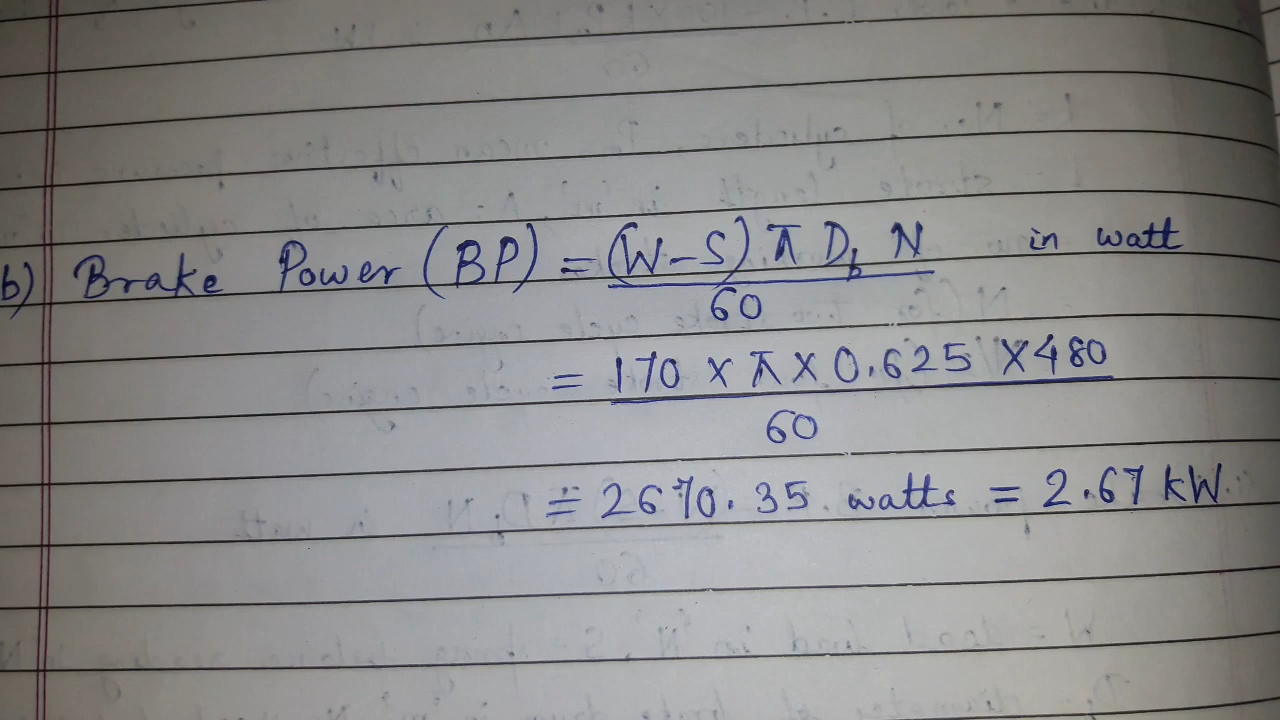 b) Brake Power (BP) = (W-S) π D_b N in watt
60
= 170 × π × 0.625 × 480
60
= 2670.35 watts = 2.67 kW.